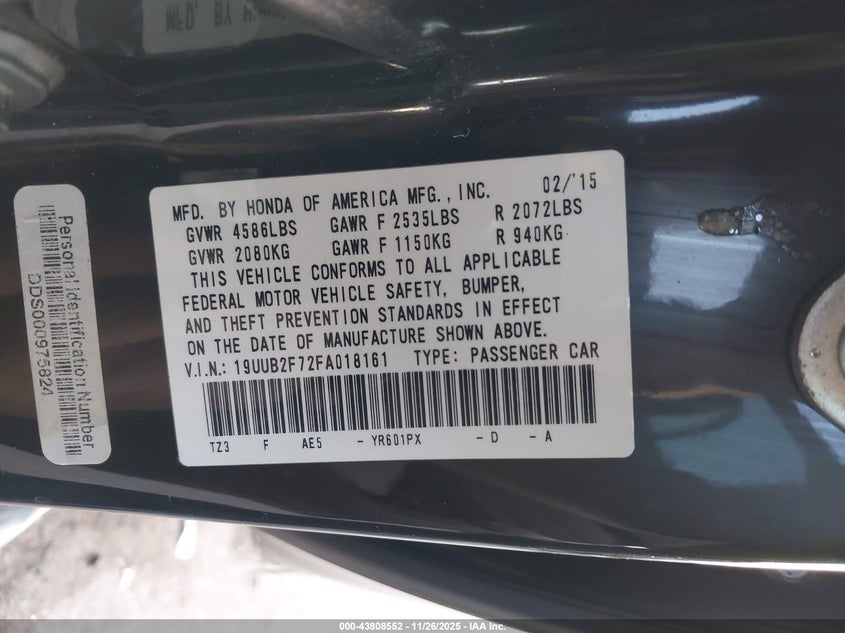 MFD. BY HONDA OF AMERICA MFG., INC. 02/'15
GVWR 4586LBS GAWR F 2535LBS R 2072LBS
GVWR 2080KG GAWR F 1150KG R 940KG
THIS VEHICLE CONFORMS TO ALL APPLICABLE
FEDERAL MOTOR VEHICLE SAFETY, BUMPER,
AND THEFT PREVENTION STANDARDS IN EFFECT
ON THE DATE OF MANUFACTURE SHOWN ABOVE.
V.I.N.: 19UUB2F72FA018161 TYPE: PASSENGER CAR
TZ3 F AE5 - YR601PX - D - A
Personal Identification Number
DDS000975824
MFD. BY
000-43808552 - 11/26/2025 - IAA Inc.